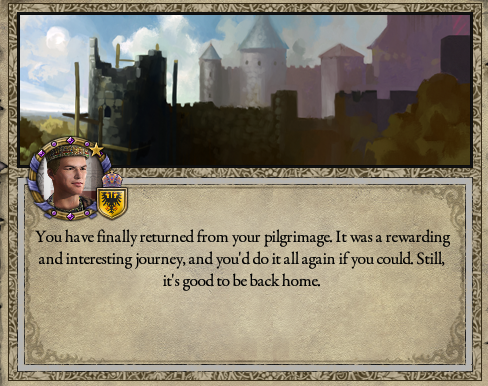 You have finally returned from your pilgrimage. It was a rewarding
and interesting journey, and you'd do it all again if you could. Still,
it's good to be back home.